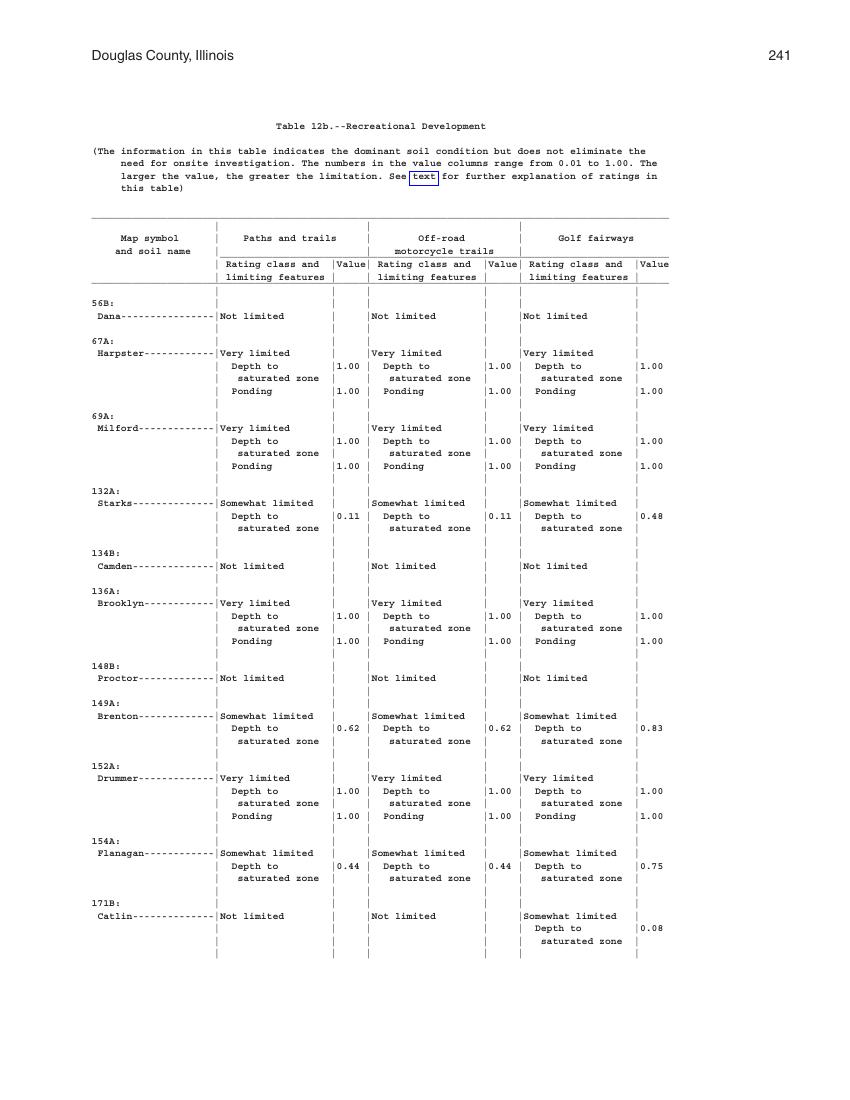 Douglas County, Illinois 241
Table 12b.--Recreational Development
(The information in this table indicates the dominant soil condition but does not eliminate the
need for onsite investigation. The numbers in the value columns range from 0.01 to 1.00. The
larger the value, the greater the limitation. See text for further explanation of ratings in
this table)
Map symbol | Paths and trails | Off-road | Golf fairways
and soil name | | motorcycle trails |
| Rating class and |Value| Rating class and |Value| Rating class and |Value
| limiting features | | limiting features | | limiting features |
56B:
Dana----------------|Not limited | |Not limited | |Not limited |
67A:
Harpster------------|Very limited | |Very limited | |Very limited |
| Depth to |1.00 | Depth to |1.00 | Depth to |1.00
| saturated zone | | saturated zone | | saturated zone |
| Ponding |1.00 | Ponding |1.00 | Ponding |1.00
69A:
Milford-------------|Very limited | |Very limited | |Very limited |
| Depth to |1.00 | Depth to |1.00 | Depth to |1.00
| saturated zone | | saturated zone | | saturated zone |
| Ponding |1.00 | Ponding |1.00 | Ponding |1.00
132A:
Starks--------------|Somewhat limited | |Somewhat limited | |Somewhat limited |
| Depth to |0.11 | Depth to |0.11 | Depth to |0.48
| saturated zone | | saturated zone | | saturated zone |
134B:
Camden--------------|Not limited | |Not limited | |Not limited |
136A:
Brooklyn------------|Very limited | |Very limited | |Very limited |
| Depth to |1.00 | Depth to |1.00 | Depth to |1.00
| saturated zone | | saturated zone | | saturated zone |
| Ponding |1.00 | Ponding |1.00 | Ponding |1.00
148B:
Proctor-------------|Not limited | |Not limited | |Not limited |
149A:
Brenton-------------|Somewhat limited | |Somewhat limited | |Somewhat limited |
| Depth to |0.62 | Depth to |0.62 | Depth to |0.83
| saturated zone | | saturated zone | | saturated zone |
152A:
Drummer-------------|Very limited | |Very limited | |Very limited |
| Depth to |1.00 | Depth to |1.00 | Depth to |1.00
| saturated zone | | saturated zone | | saturated zone |
| Ponding |1.00 | Ponding |1.00 | Ponding |1.00
154A:
Flanagan------------|Somewhat limited | |Somewhat limited | |Somewhat limited |
| Depth to |0.44 | Depth to |0.44 | Depth to |0.75
| saturated zone | | saturated zone | | saturated zone |
171B:
Catlin--------------|Not limited | |Not limited | |Somewhat limited |
| | | | | Depth to |0.08
| | | | | saturated zone |